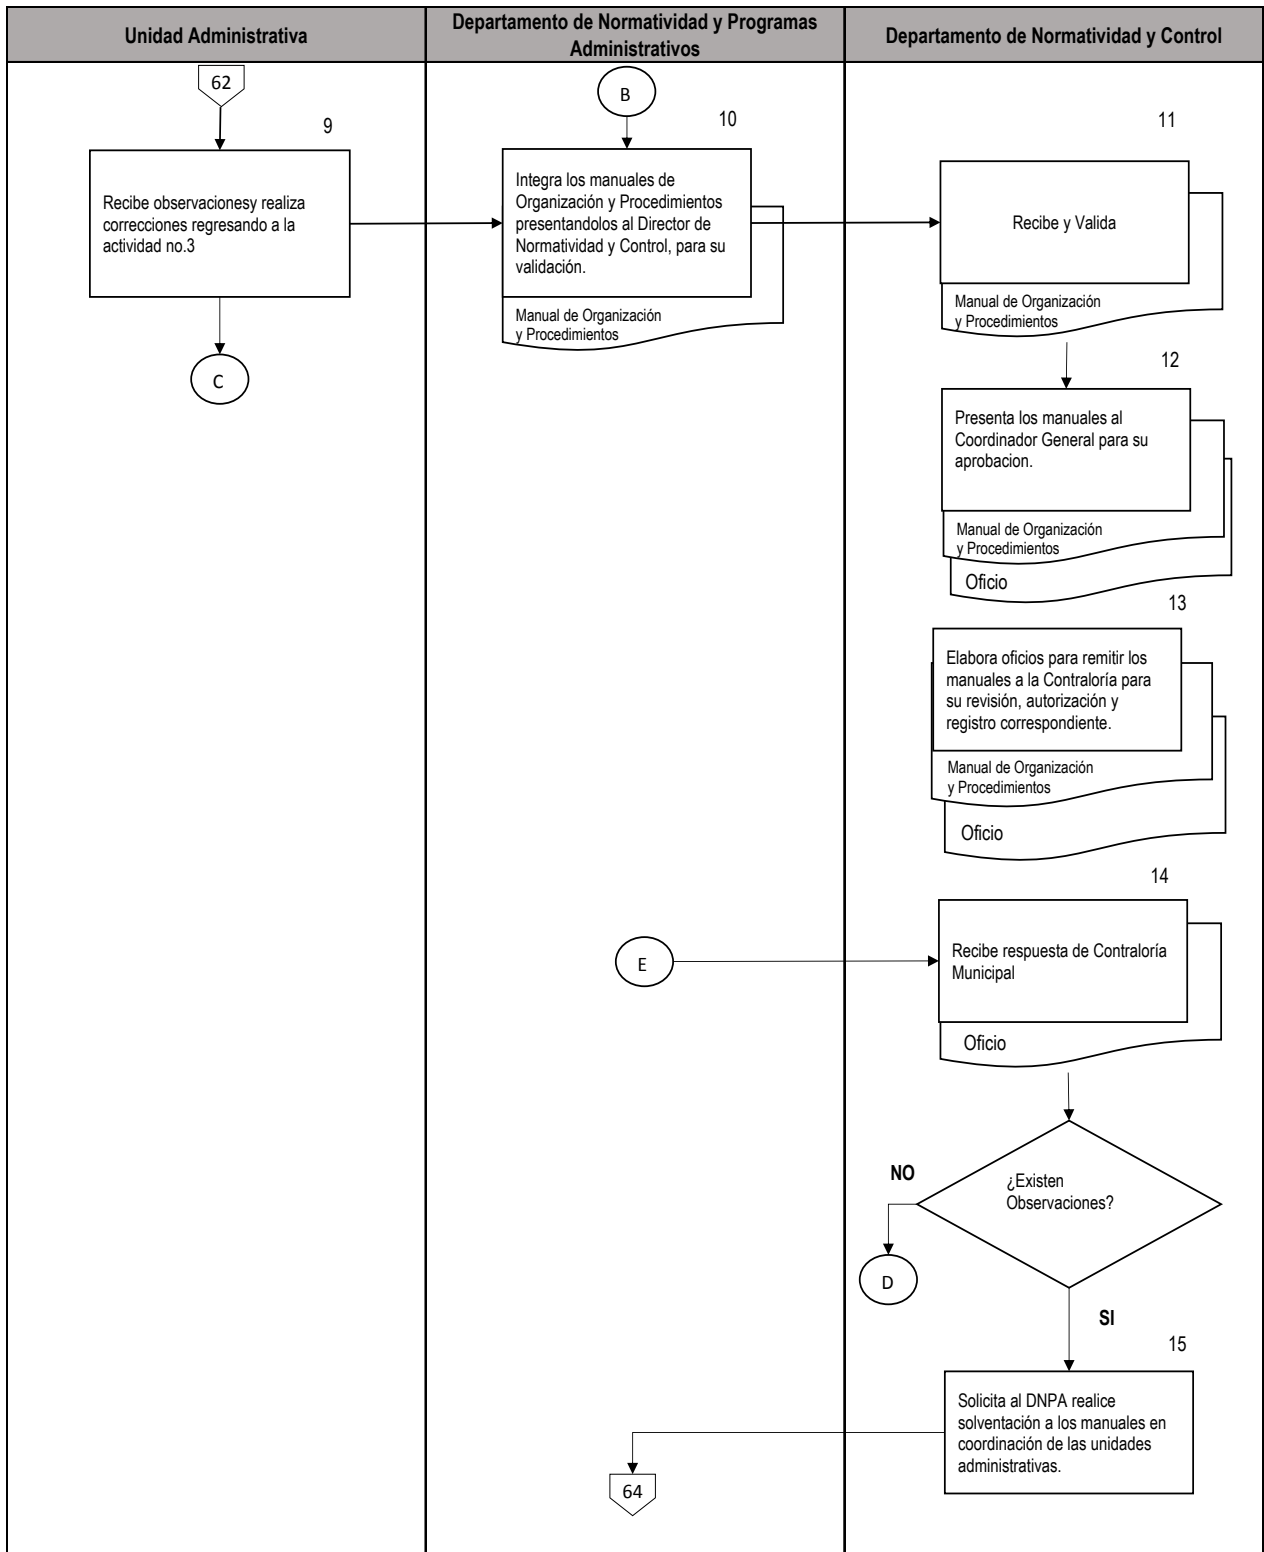 Unidad Administrativa
Departamento de Normatividad y Programas
Administrativos
Departamento de Normatividad y Control
62
9
Recibe observacionesy realiza
correcciones regresando a la
actividad no.3
C
B
10
Integra los manuales de
Organización y Procedimientos
presentandolos al Director de
Normatividad y Control, para su
validación.
Manual de Organización
y Procedimientos
11
Recibe y Valida
Manual de Organización
y Procedimientos
12
Presenta los manuales al
Coordinador General para su
aprobacion.
Manual de Organización
y Procedimientos
Oficio
13
Elabora oficios para remitir los
manuales a la Contraloría para
su revisión, autorización y
registro correspondiente.
Manual de Organización
y Procedimientos
Oficio
14
E
Recibe respuesta de Contraloría
Municipal
Oficio
¿Existen
Observaciones?
NO
D
SI
15
Solicita al DNPA realice
solventación a los manuales en
coordinación de las unidades
administrativas.
64